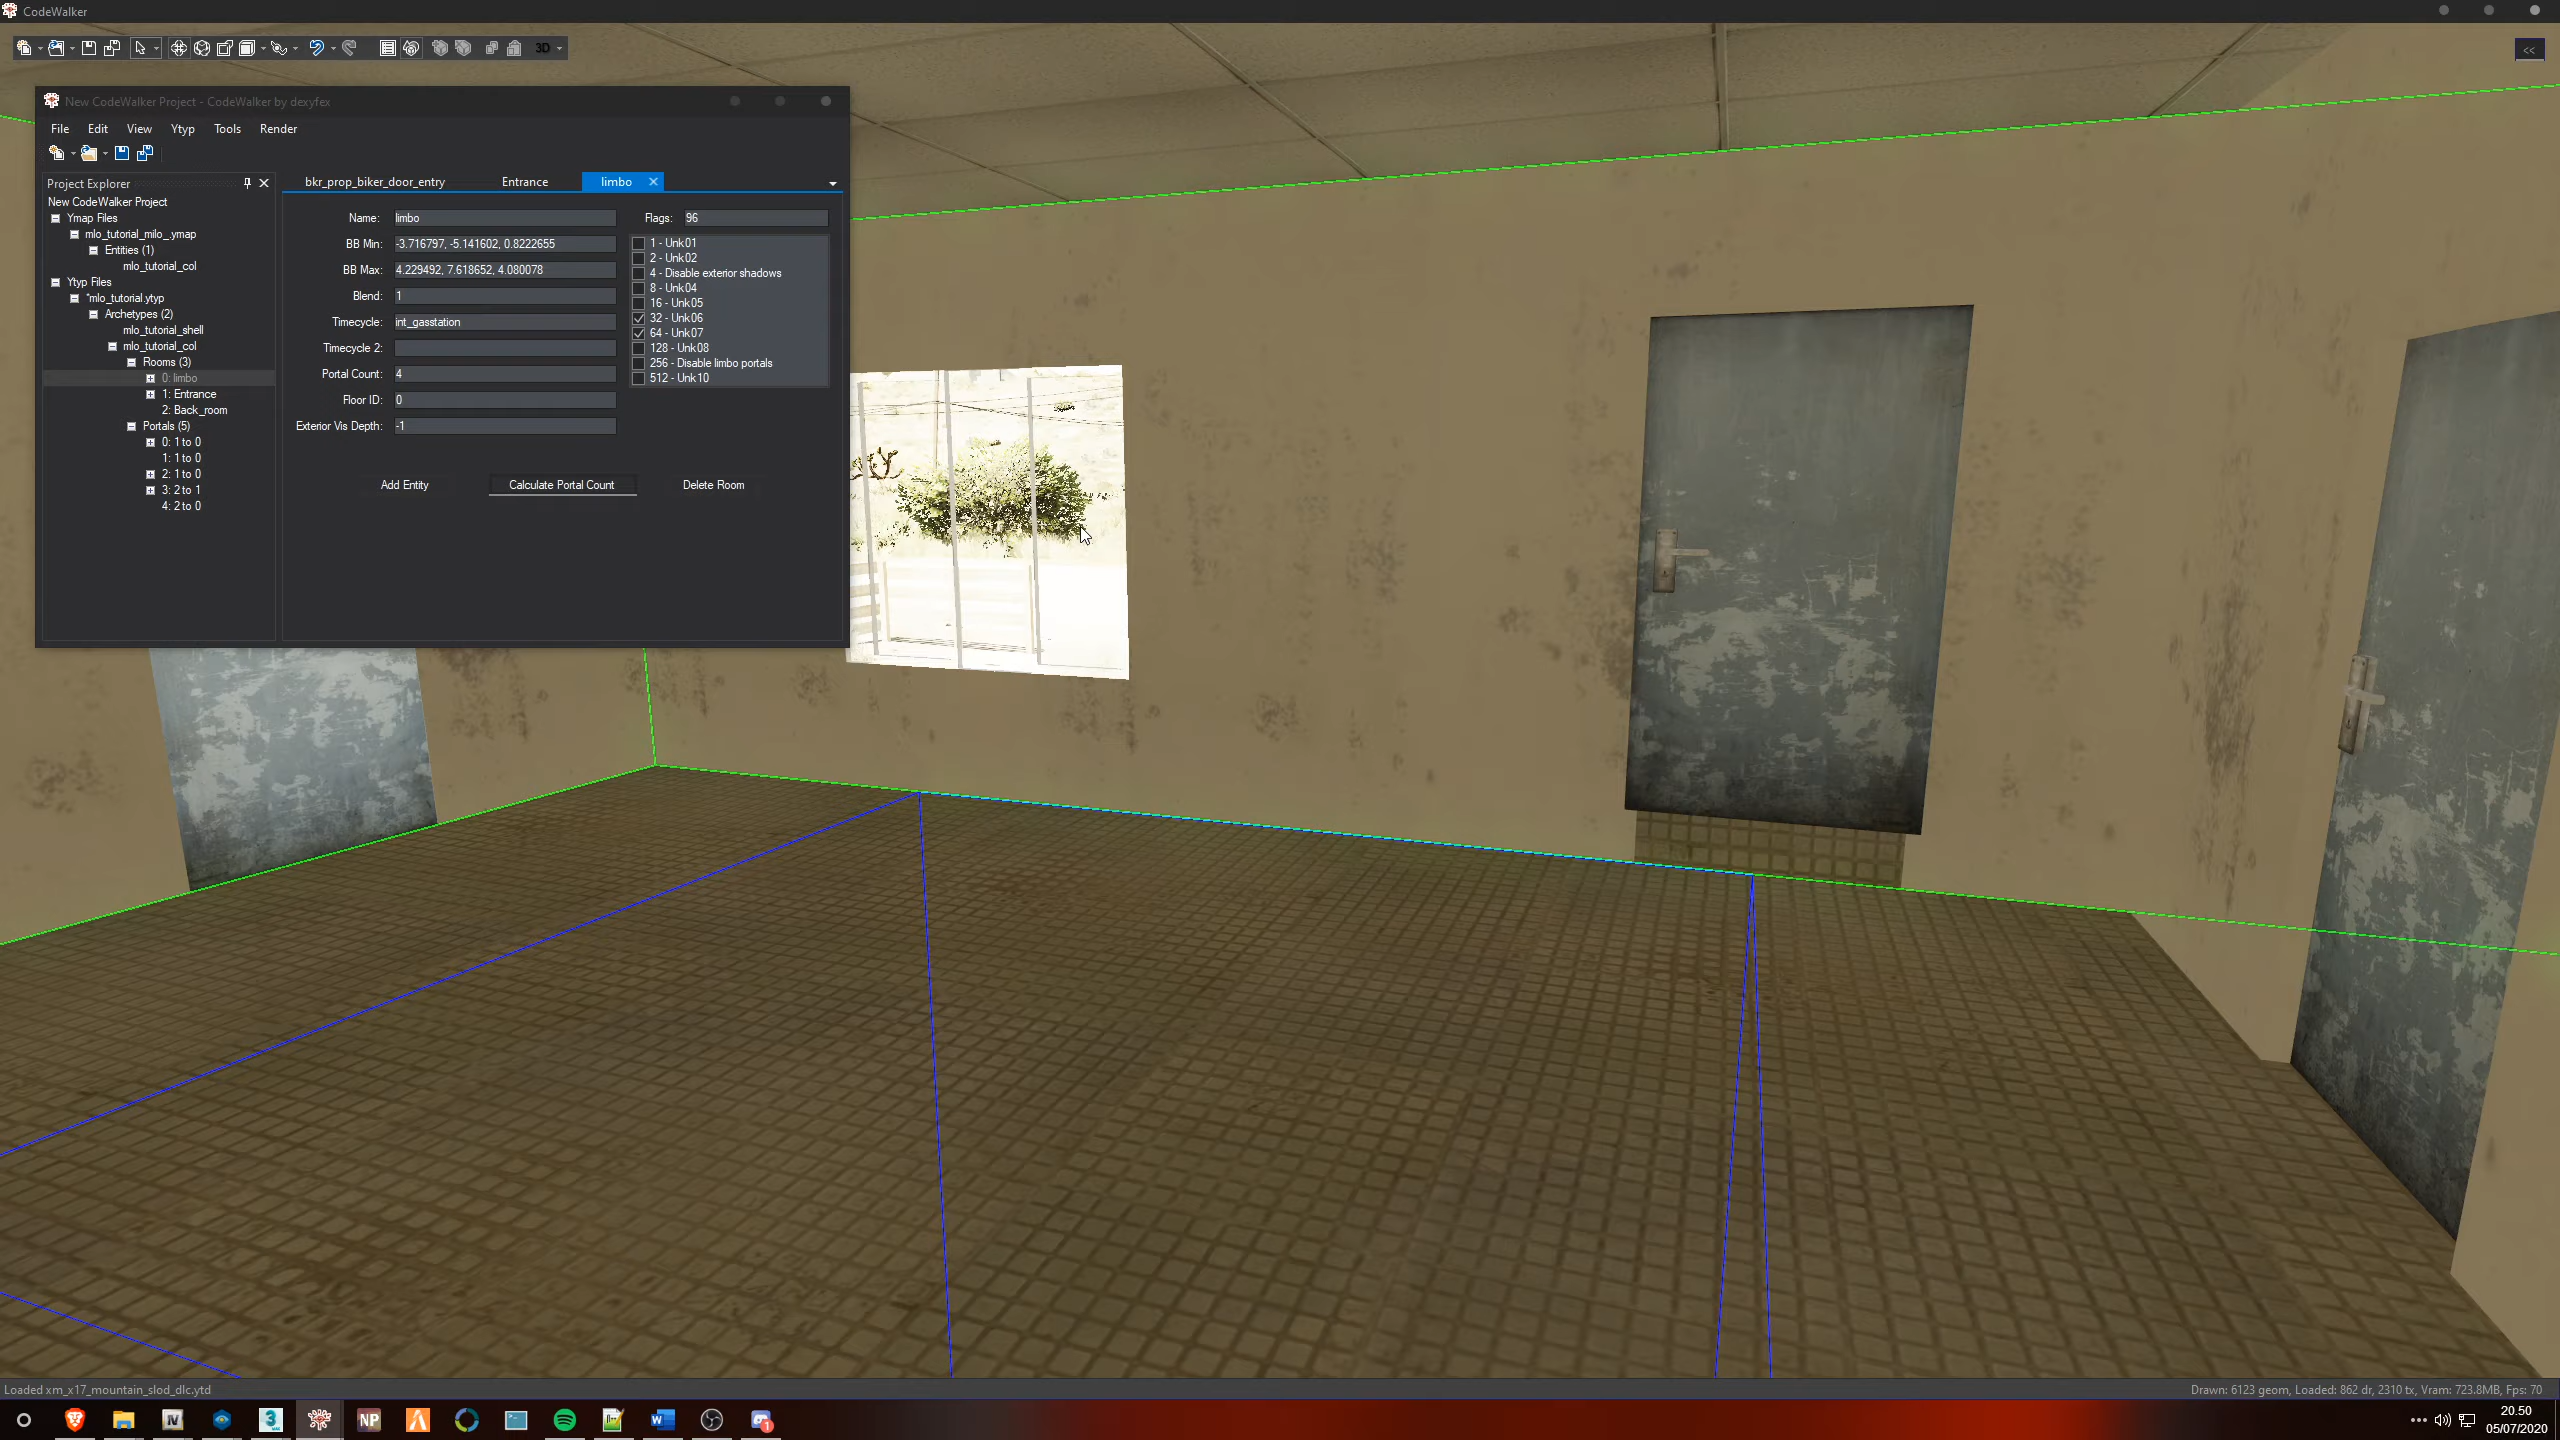 CodeWalker
3D
<<
New CodeWalker Project - CodeWalker by dexyfex
File Edit View Ytyp Tools Render
Project Explorer
New CodeWalker Project
Ymap Files
mlo_tutorial_milo_.ymap
Entities (1)
mlo_tutorial_col
Ytyp Files
*mlo_tutorial.ytyp
Archetypes (2)
mlo_tutorial_shell
mlo_tutorial_col
Rooms (3)
0: limbo
1: Entrance
2: Back_room
Portals (5)
0: 1 to 0
1: 1 to 0
2: 1 to 0
3: 2 to 1
4: 2 to 0
bkr_prop_biker_door_entry Entrance limbo
Name: limbo
BB Min: -3.716797, -5.141602, 0.8222655
BB Max: 4.229492, 7.618652, 4.080078
Blend: 1
Timecycle: int_gasstation
Timecycle 2:
Portal Count: 4
Floor ID: 0
Exterior Vis Depth: -1
Flags: 96
1 - Unk01
2 - Unk02
4 - Disable exterior shadows
8 - Unk04
16 - Unk05
32 - Unk06
64 - Unk07
128 - Unk08
256 - Disable limbo portals
512 - Unk10
Add Entity Calculate Portal Count Delete Room
Loaded xm_x17_mountain_slod_dlc.ytd
Drawn: 6123 geom, Loaded: 862 dr, 2310 tx, Vram: 723.8MB, Fps: 70
IV
3
NP
1
20.50
05/07/2020